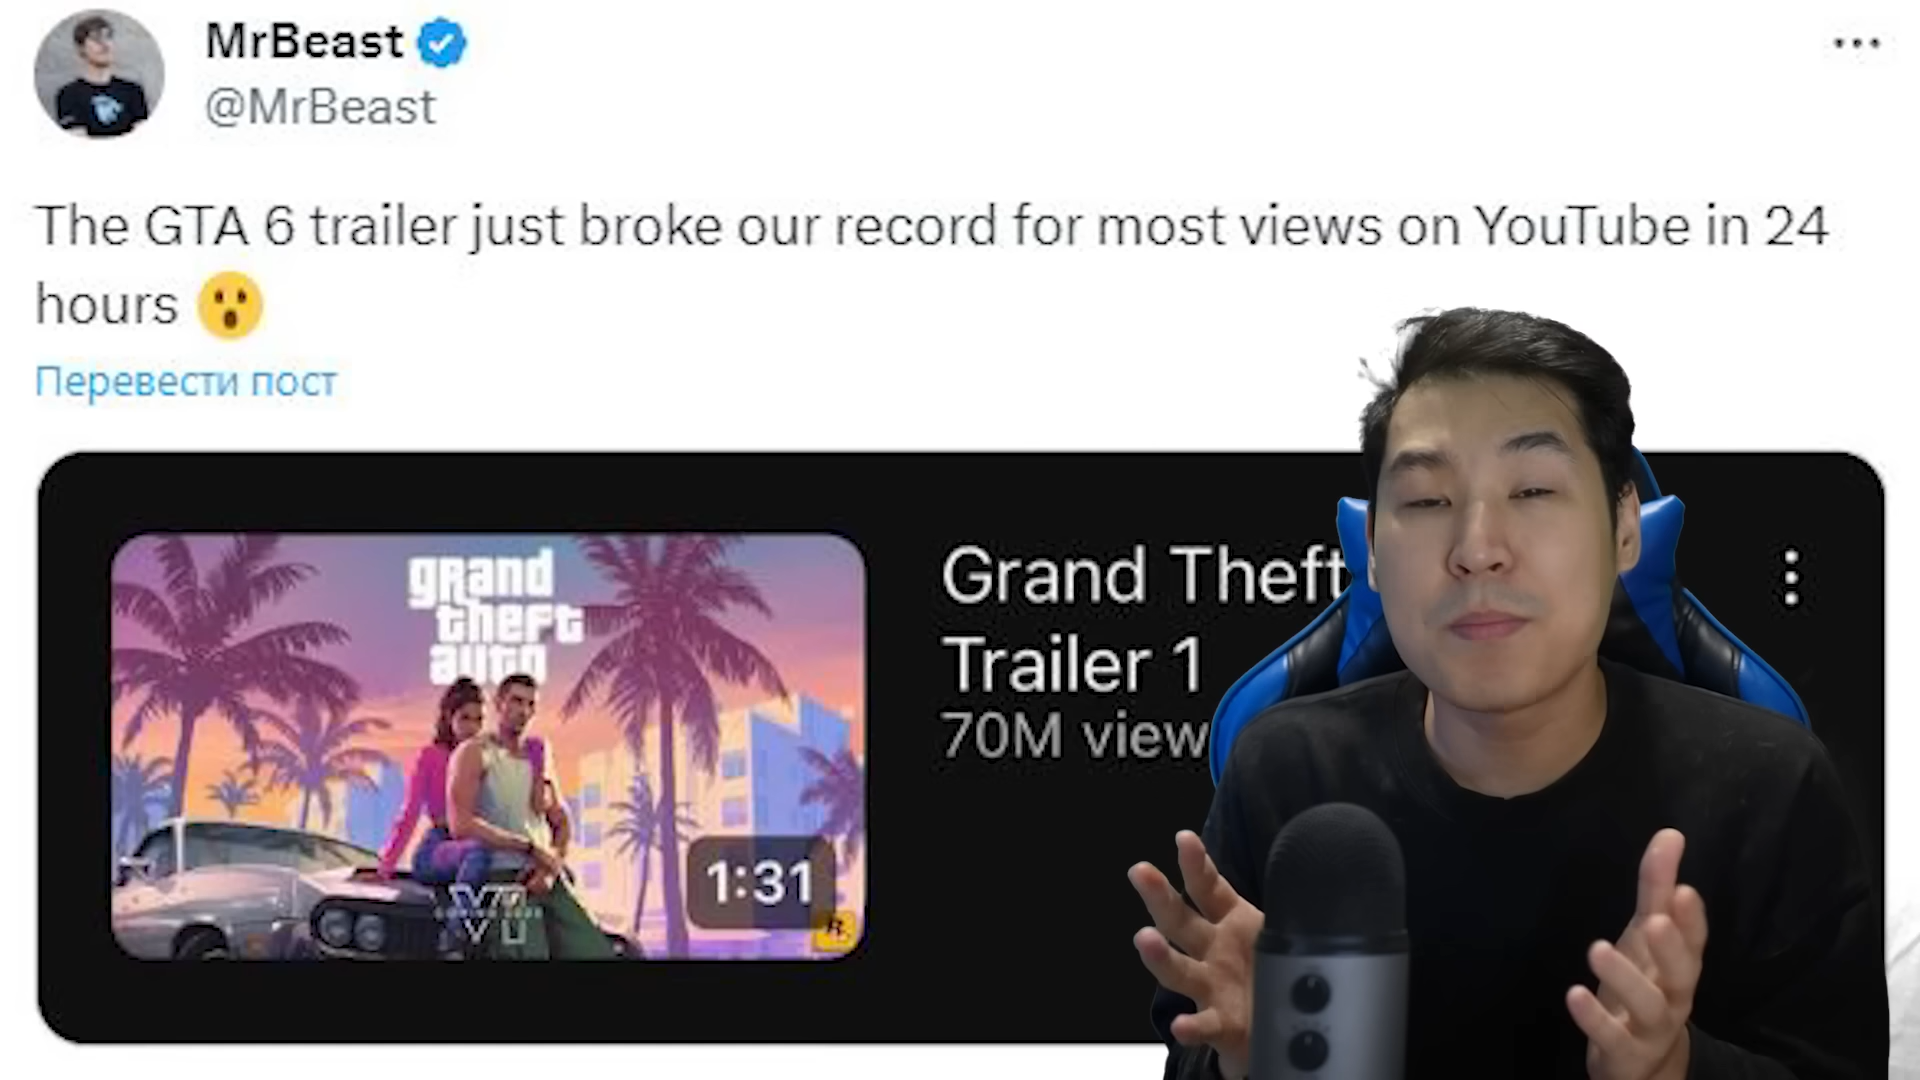 MrBeast
@MrBeast
The GTA 6 trailer just broke our record for most views on YouTube in 24
hours 😮
Перевести пост
grand
theft
auto
VI
1:31
R
Grand Theft
Trailer 1
70M view